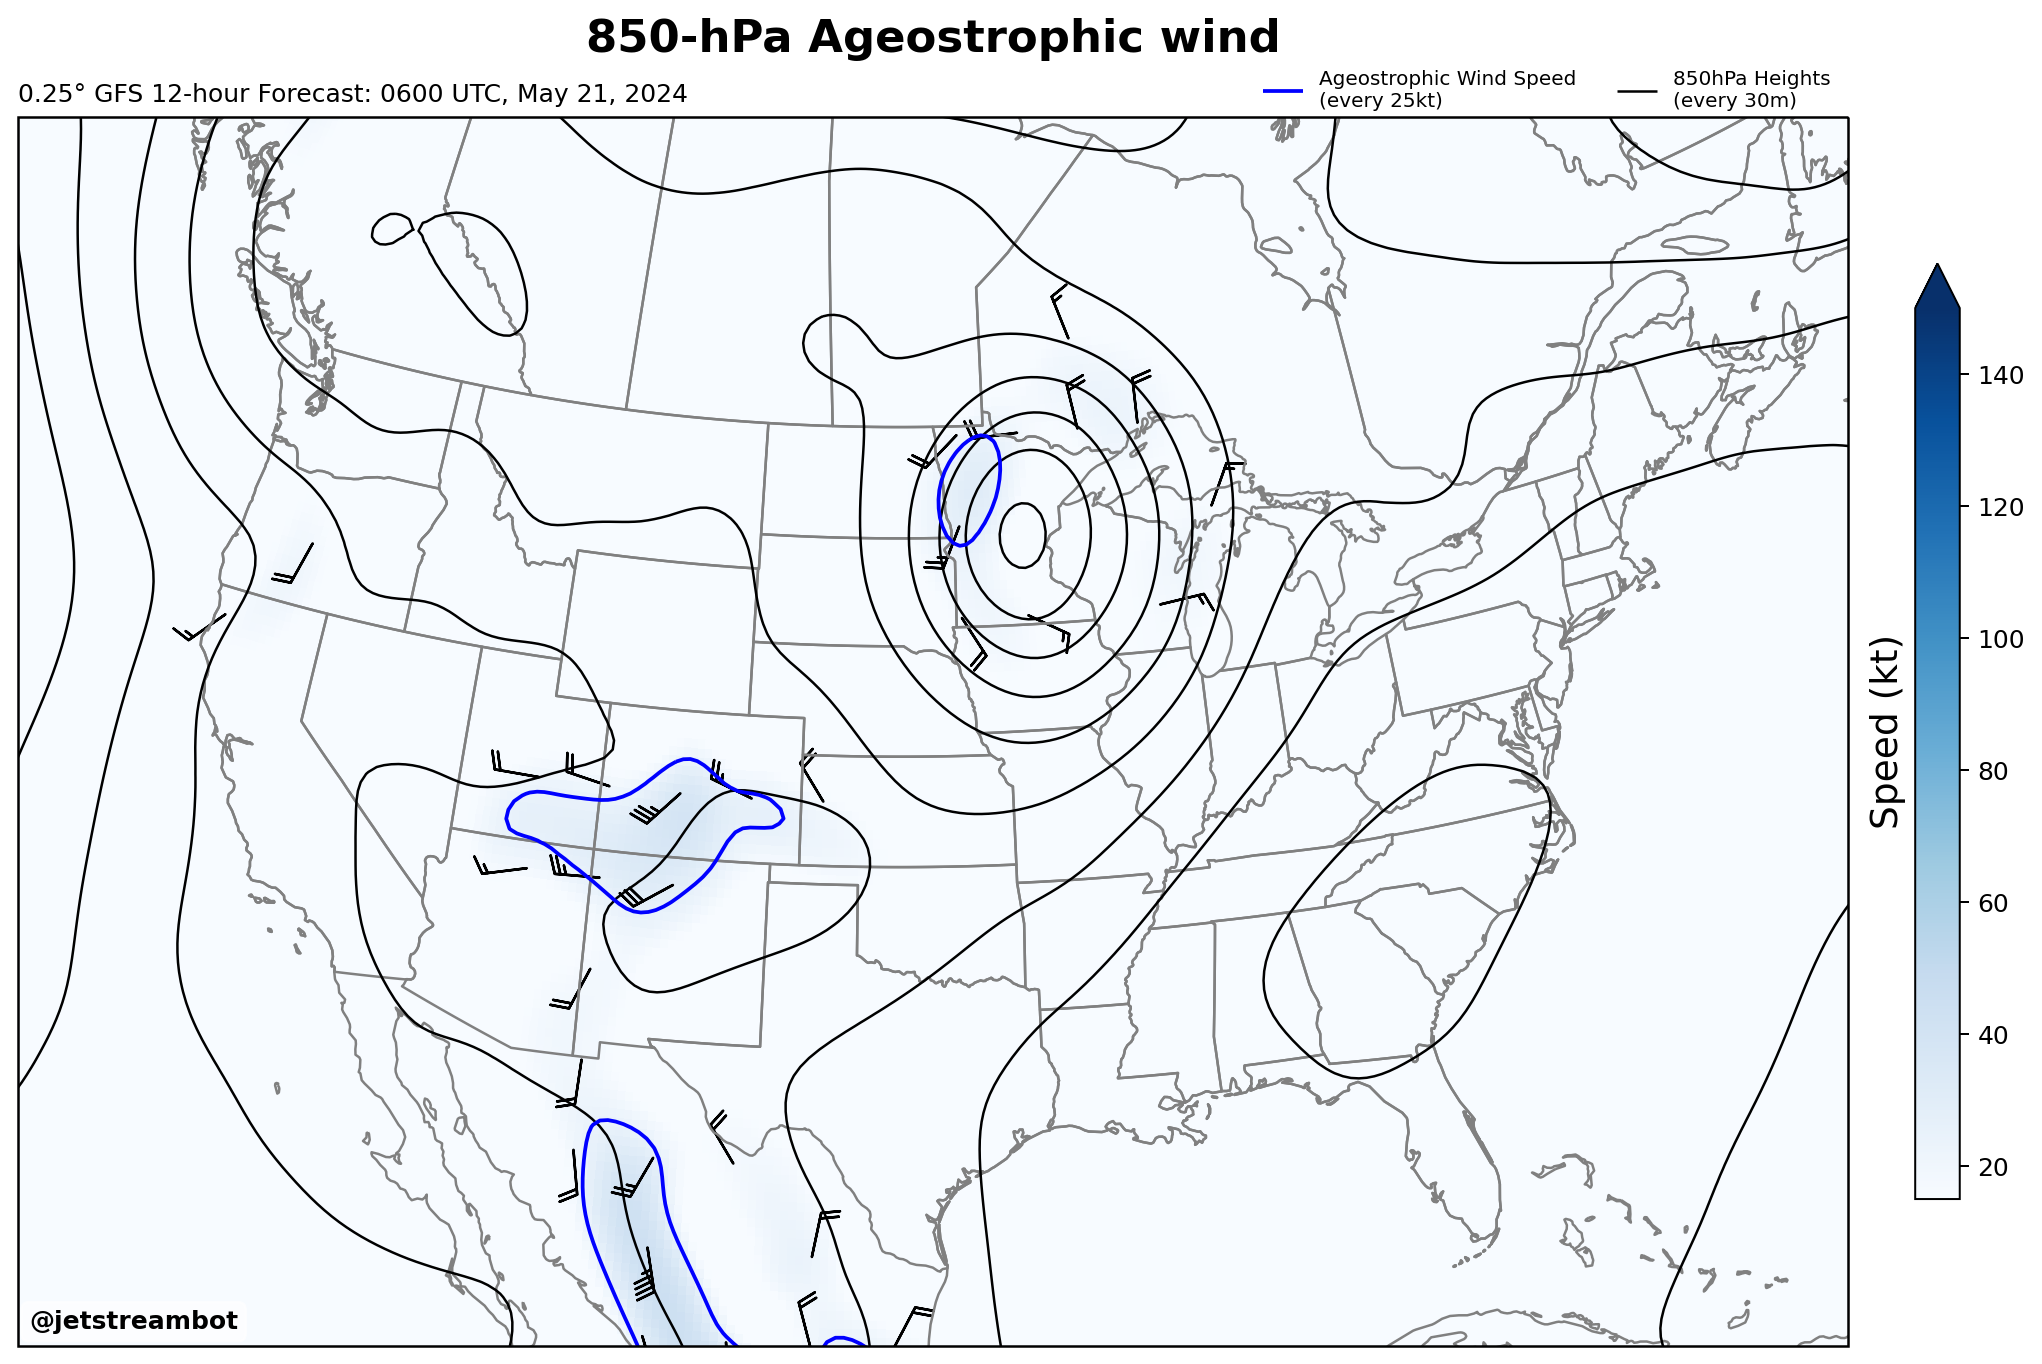 850-hPa Ageostrophic wind
0.25° GFS 12-hour Forecast: 0600 UTC, May 21, 2024
Ageostrophic Wind Speed
(every 25kt)
850hPa Heights
(every 30m)
140
120
100
80
60
40
20
Speed (kt)
@jetstreambot